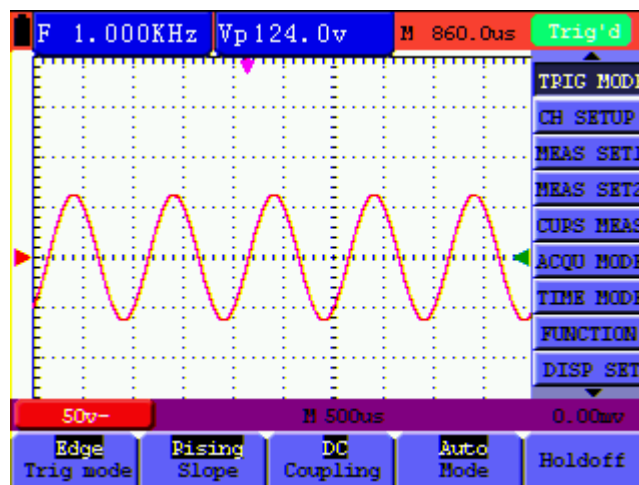 F 1.000KHz Vp124.0v M 860.0us Trig'd
TRIG MODE
CH SETUP
MEAS SET1
MEAS SET2
CURS MEAS
ACQU MODE
TIME MODE
FUNCTION
DISP SET
50v~ M 500us 0.00mv
Edge Rising DC Auto
Trig mode Slope Coupling Mode Holdoff